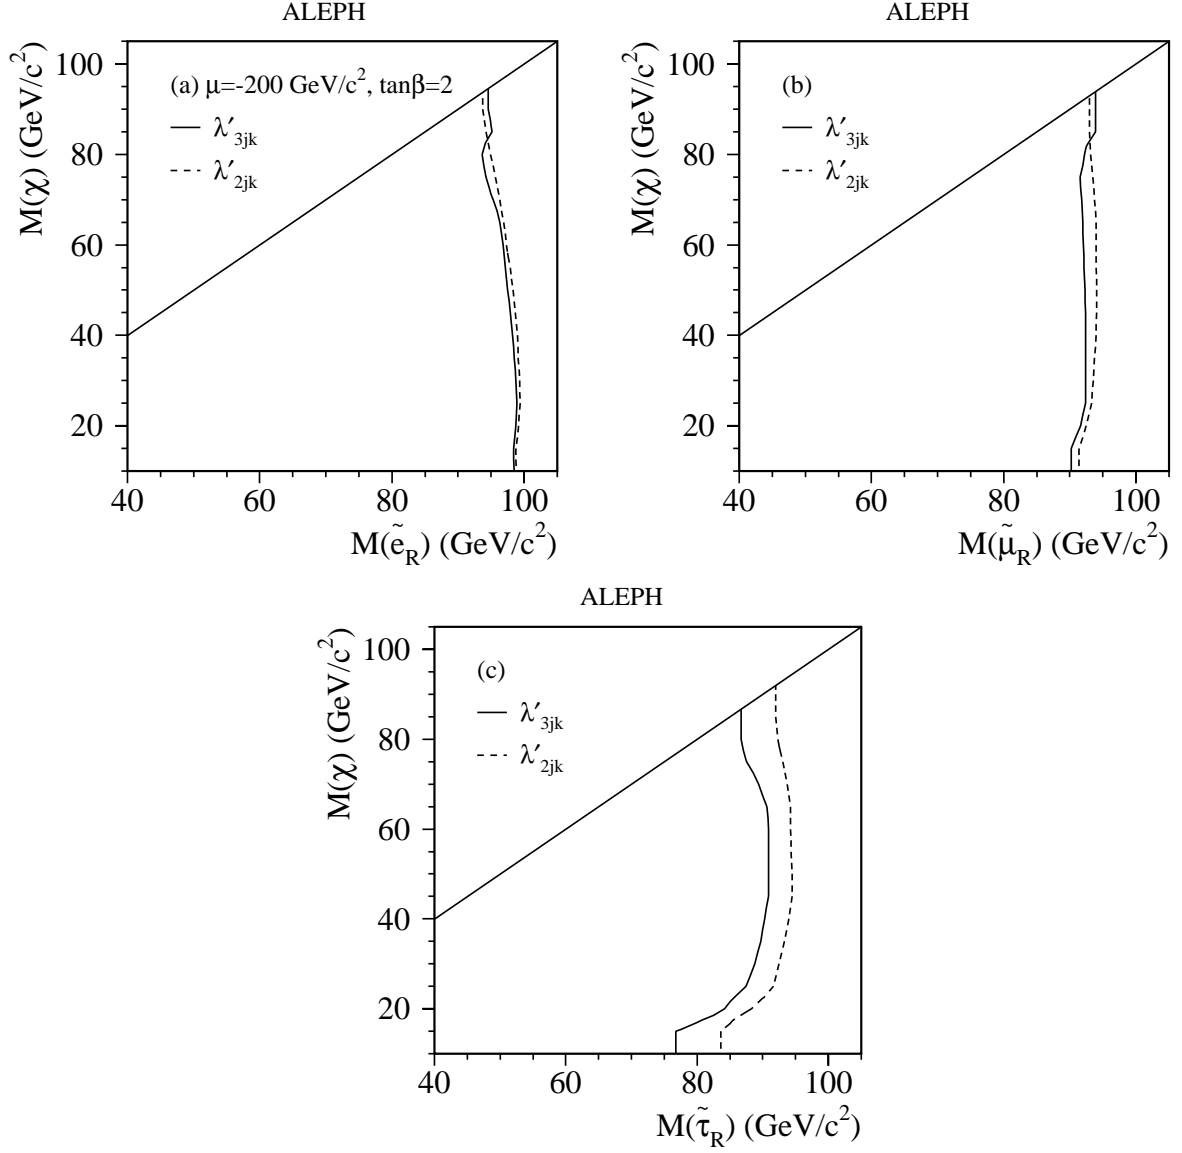 ALEPH
M(χ) (GeV/c²)
100
80
60
40
20
(a) μ=-200 GeV/c², tanβ=2
λ′3jk
λ′2jk
40 60 80 100
M(ẽR) (GeV/c²)
ALEPH
M(χ) (GeV/c²)
100
80
60
40
20
(b)
λ′3jk
λ′2jk
40 60 80 100
M(μ̃R) (GeV/c²)
ALEPH
M(χ) (GeV/c²)
100
80
60
40
20
(c)
λ′3jk
λ′2jk
40 60 80 100
M(τ̃R) (GeV/c²)